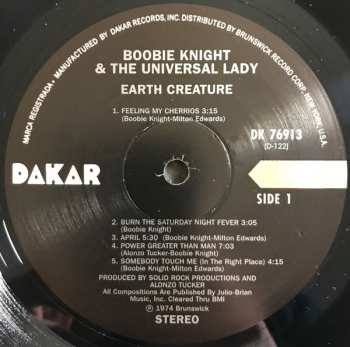 MARCA REGISTRADA • MANUFACTURED BY DAKAR RECORDS, INC. DISTRIBUTED BY BRUNSWICK RECORD CORP. NEW YORK, U.S.A.
BOOBIE KNIGHT
& THE UNIVERSAL LADY
EARTH CREATURE
1. FEELING MY CHERRIOS 3:15
(Boobie Knight-Milton Edwards)
DK 76913
(D-122)
DAKAR
SIDE 1
2. BURN THE SATURDAY NIGHT FEVER 3:05
(Boobie Knight)
3. APRIL 5:30 (Boobie Knight-Milton Edwards)
4. POWER GREATER THAN MAN 7:03
(Alonzo Tucker-Boobie Knight)
5. SOMEBODY TOUCH ME (In The Right Place) 4:15
(Boobie Knight-Milton Edwards)
PRODUCED BY SOLID ROCK PRODUCTIONS AND
ALONZO TUCKER
All Compositions Are Published By Julio-Brian
Music, Inc. Cleared Thru BMI
℗ 1974 Brunswick
STEREO